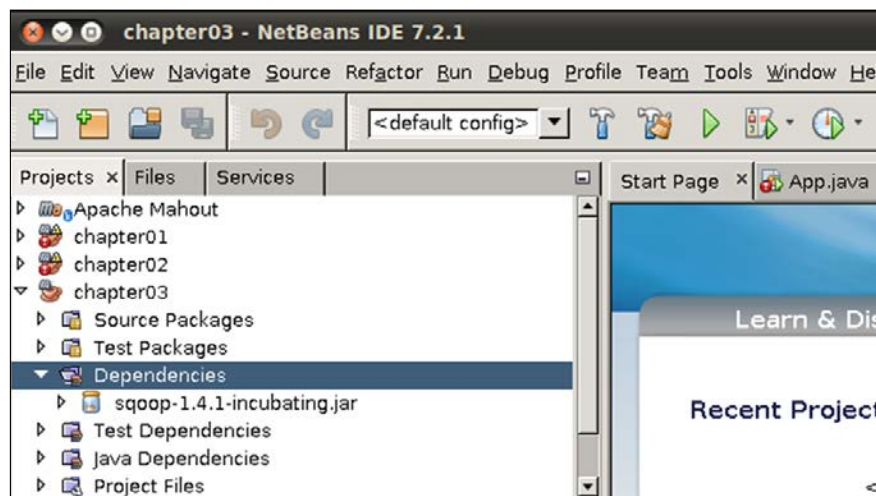 chapter03 - NetBeans IDE 7.2.1
File Edit View Navigate Source Refactor Run Debug Profile Team Tools Window He
<default config>
Projects x Files Services
Start Page x App.java
Apache Mahout
chapter01
chapter02
chapter03
Source Packages
Test Packages
Dependencies
sqoop-1.4.1-incubating.jar
Test Dependencies
Java Dependencies
Project Files
Learn & Dis
Recent Project
<